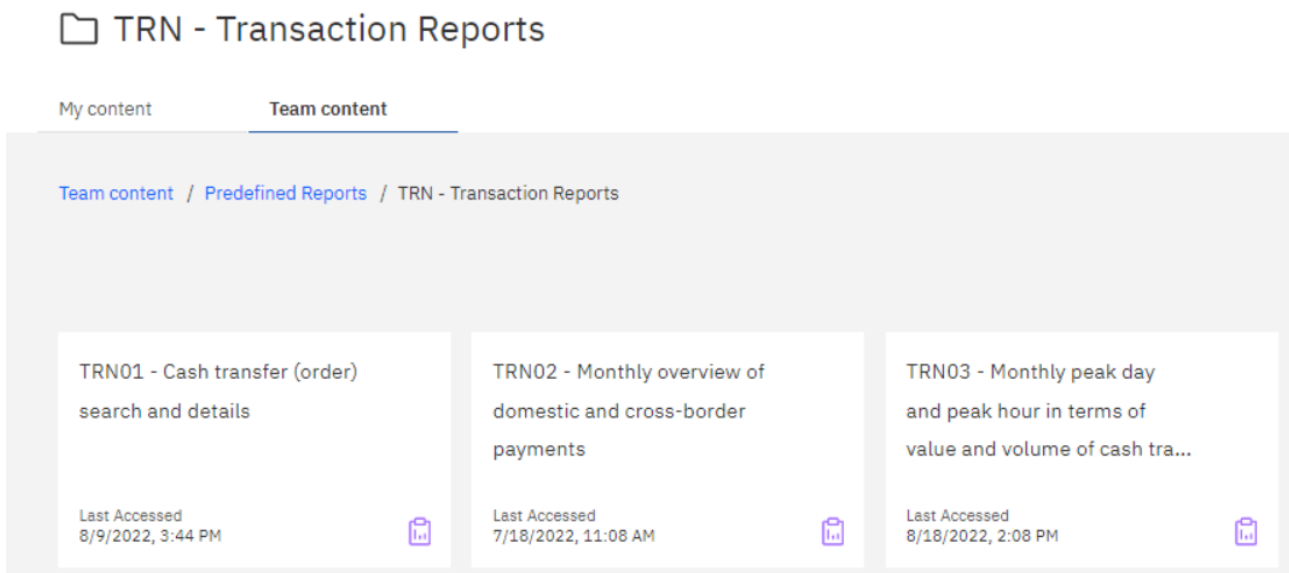 TRN - Transaction Reports
My content
Team content
Team content / Predefined Reports / TRN - Transaction Reports
TRN01 - Cash transfer (order)
search and details
Last Accessed
8/9/2022, 3:44 PM
TRN02 - Monthly overview of
domestic and cross-border
payments
Last Accessed
7/18/2022, 11:08 AM
TRN03 - Monthly peak day
and peak hour in terms of
value and volume of cash tra...
Last Accessed
8/18/2022, 2:08 PM